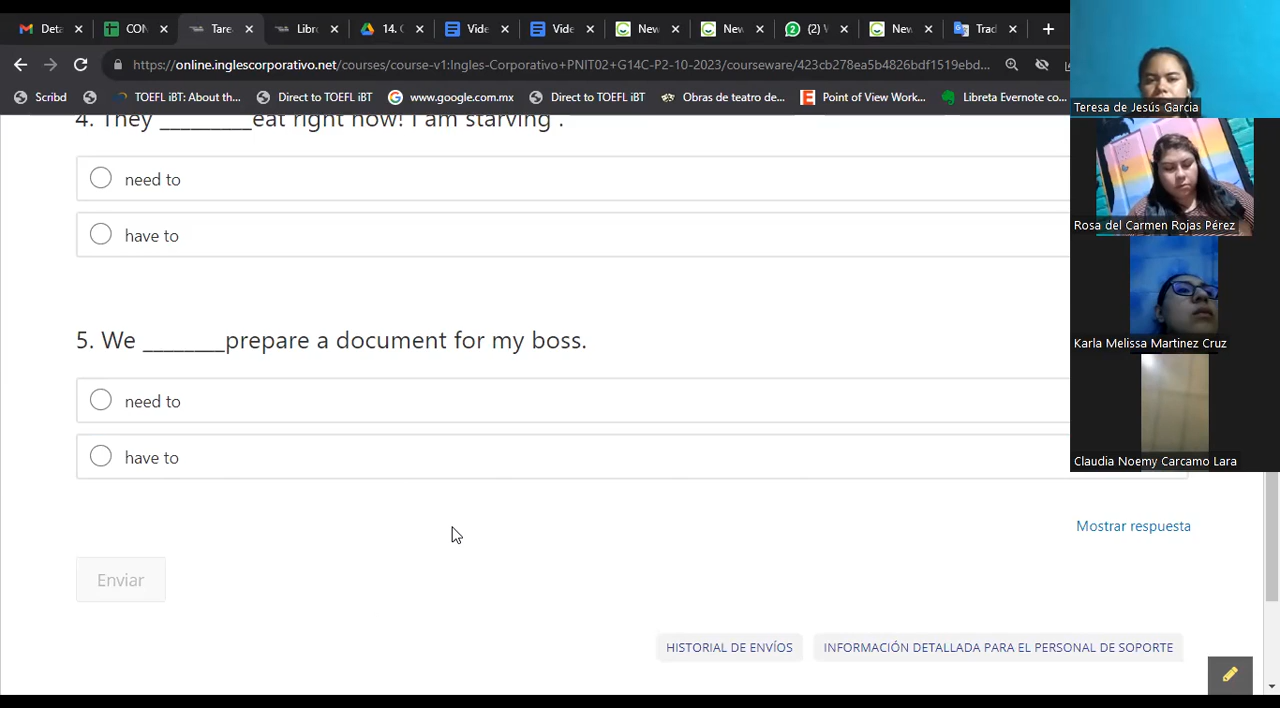 Deta
CON
Tare
Libro
14. C
Vide
Vide
New
New
(2)
New
Trad
https://online.inglescorporativo.net/courses/course-v1:Ingles-Corporativo+PNIT02+G14C-P2-10-2023/courseware/423cb278ea5b4826bdf1519ebd...
Scribd
TOEFL iBT: About th...
Direct to TOEFL iBT
www.google.com.mx
Direct to TOEFL iBT
Obras de teatro de...
Point of View Work...
Libreta Evernote co...
Teresa de Jesús García
4. They _________eat right now! I am starving .
need to
Rosa del Carmen Rojas Pérez
have to
5. We ________prepare a document for my boss.
Karla Melissa Martinez Cruz
need to
have to
Claudia Noemy Carcamo Lara
Mostrar respuesta
Enviar
HISTORIAL DE ENVÍOS
INFORMACIÓN DETALLADA PARA EL PERSONAL DE SOPORTE